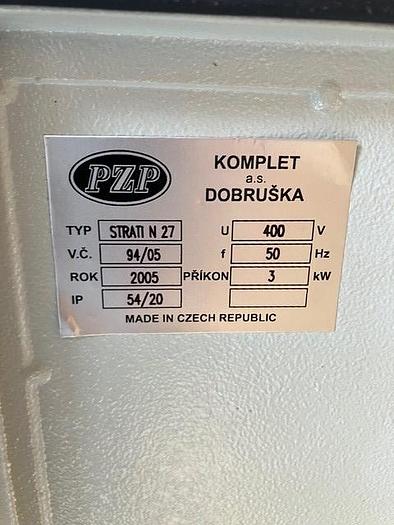 PZP
KOMPLET
a.s.
DOBRUŠKA
TYP STRATI N 27 U 400 V
V.Č. 94/05 f 50 Hz
ROK 2005 PŘÍKON 3 kW
IP 54/20
MADE IN CZECH REPUBLIC